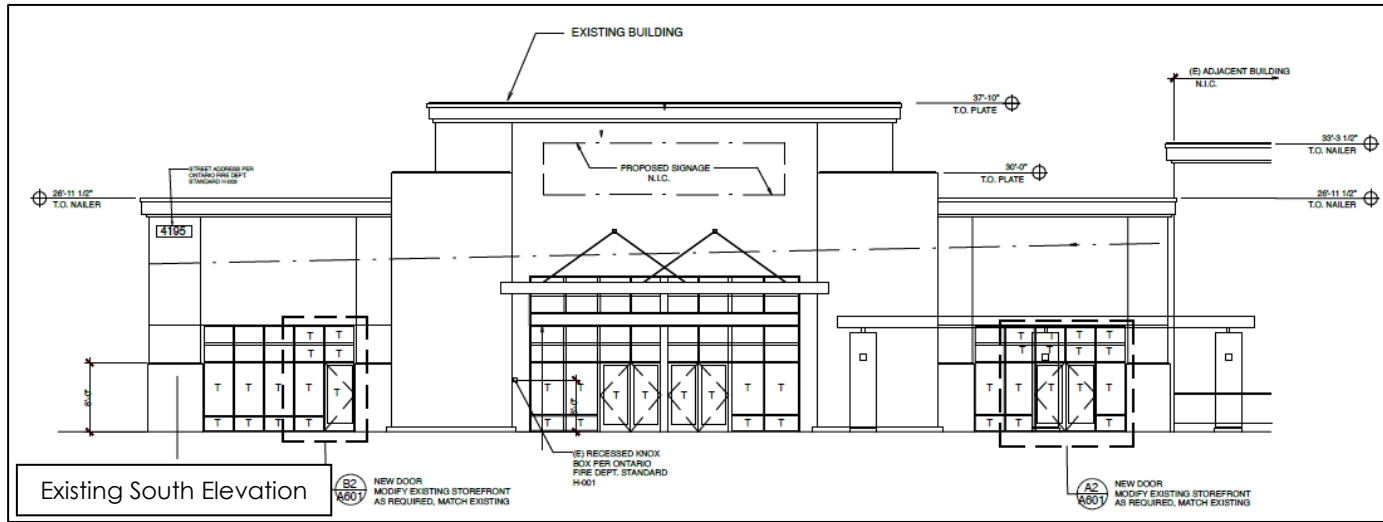 EXISTING BUILDING
(E) ADJACENT BUILDING
N.I.C.
37'-10"
T.O. PLATE
33'-3 1/2"
T.O. NAILER
STREET ADDRESS PER
ONTARIO FIRE DEPT.
STANDARD H-003
PROPOSED SIGNAGE
N.I.C.
30'-0"
T.O. PLATE
26'-11 1/2"
T.O. NAILER
26'-11 1/2"
T.O. NAILER
4195
T T
T T
T T T T
T T T T
T T T T T
T T T T
T T T T T T
T T T T
T T T T
T T T T
8'-0"
(E) RECESSED KNOX
BOX PER ONTARIO
FIRE DEPT. STANDARD
H-001
Existing South Elevation
B2
A601
NEW DOOR
MODIFY EXISTING STOREFRONT
AS REQUIRED, MATCH EXISTING
A2
A601
NEW DOOR
MODIFY EXISTING STOREFRONT
AS REQUIRED, MATCH EXISTING